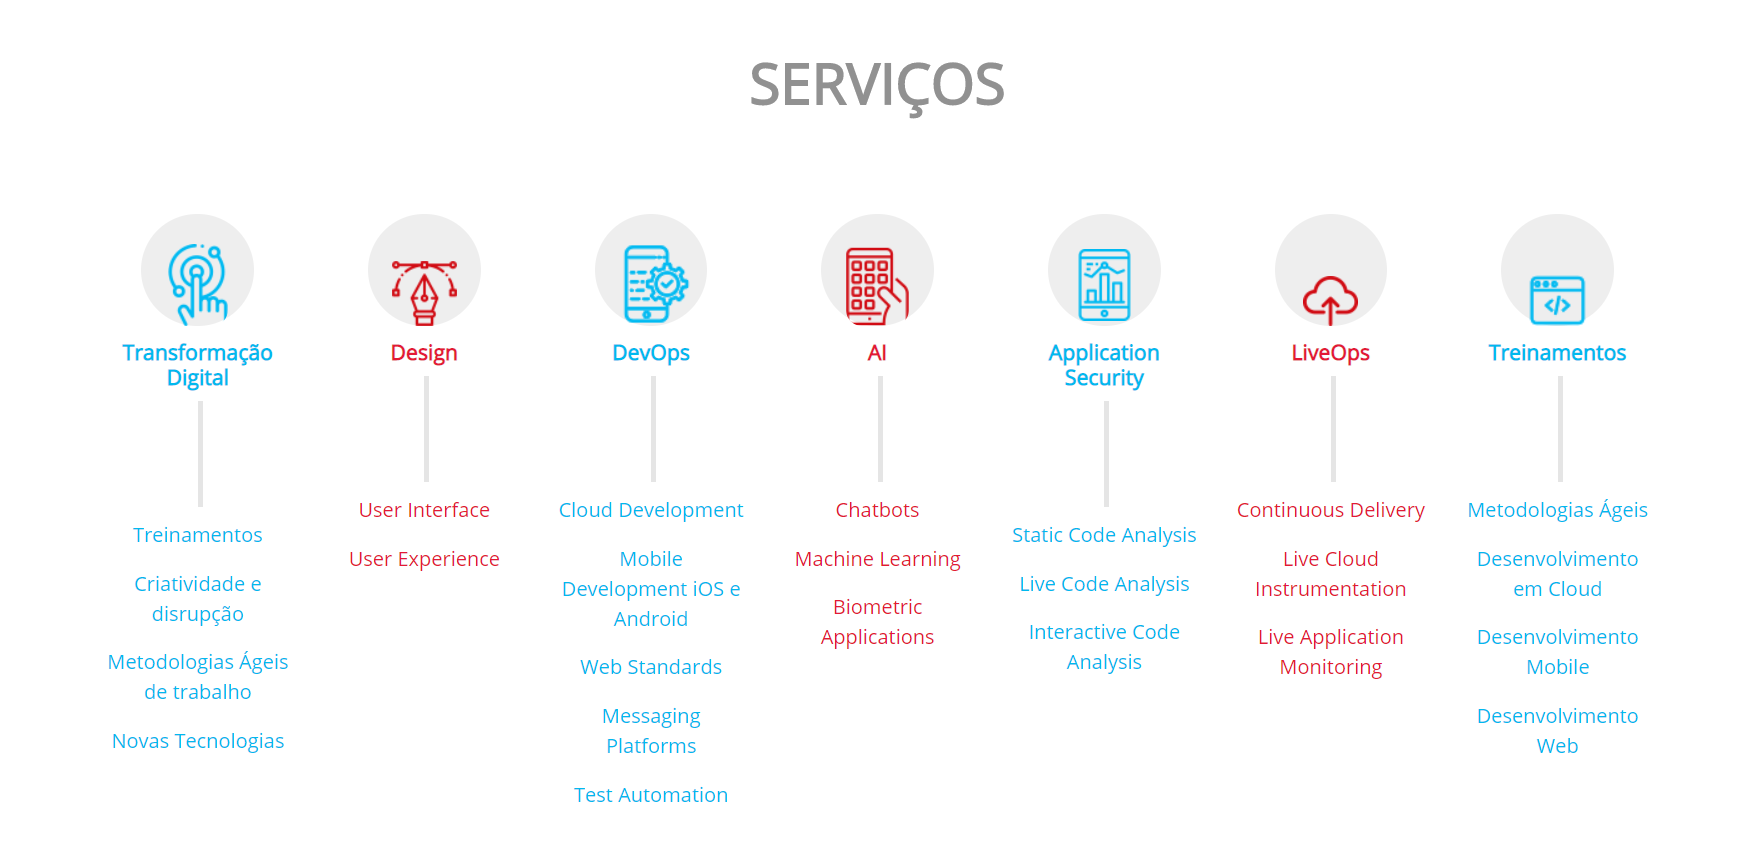 SERVIÇOS
Transformação
Digital
Treinamentos
Criatividade e
disrupção
Metodologias Ágeis
de trabalho
Novas Tecnologias
Design
User Interface
User Experience
DevOps
Cloud Development
Mobile
Development iOS e
Android
Web Standards
Messaging
Platforms
Test Automation
AI
Chatbots
Machine Learning
Biometric
Applications
Application
Security
Static Code Analysis
Live Code Analysis
Interactive Code
Analysis
LiveOps
Continuous Delivery
Live Cloud
Instrumentation
Live Application
Monitoring
Treinamentos
Metodologias Ágeis
Desenvolvimento
em Cloud
Desenvolvimento
Mobile
Desenvolvimento
Web